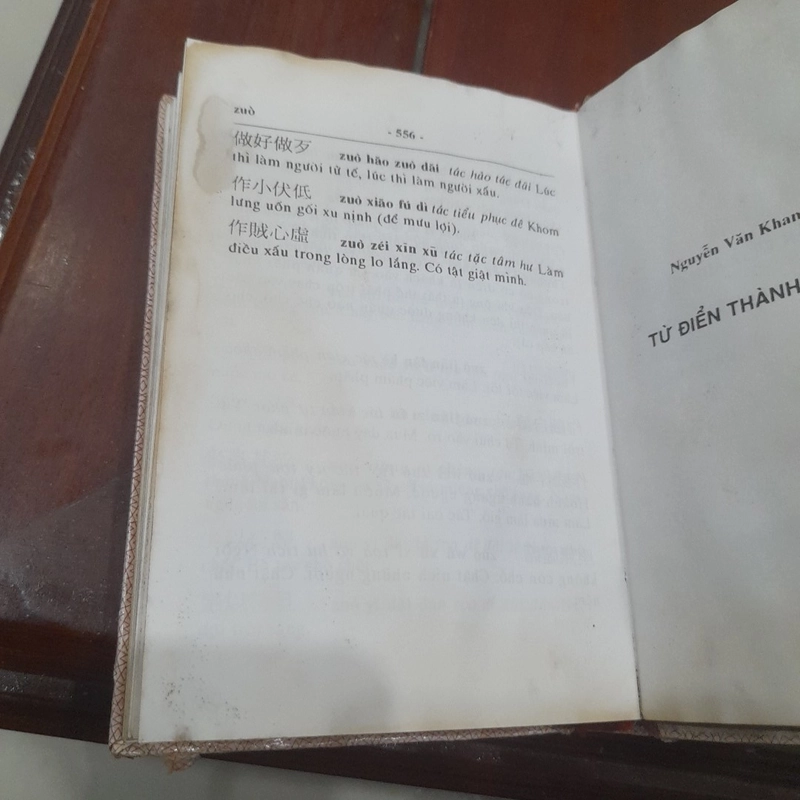 zuò
- 556 -
做好做歹 zuò hǎo zuò dǎi tác hảo tác đãi Lúc
thì làm người tử tế, lúc thì làm người xấu.
作小伏低 zuò xiǎo fú dì tác tiểu phục đê Khom
lưng uốn gối xu nịnh (để mưu lợi).
作賊心虛 zuò zéi xīn xū tác tặc tâm hư Làm
điều xấu trong lòng lo lắng. Có tật giật mình.
Nguyễn Văn Khan
TỪ ĐIỂN THÀNH